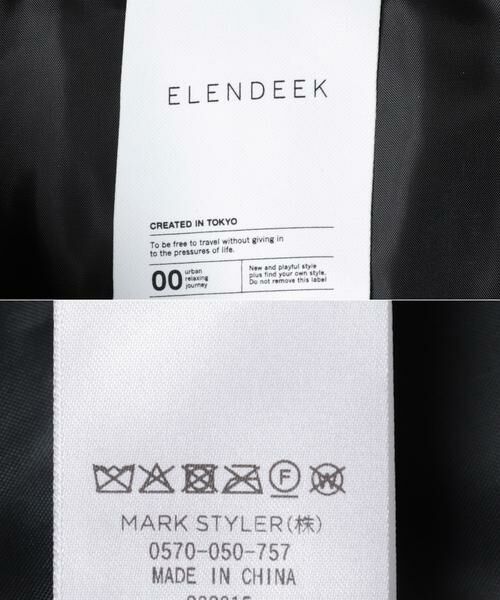 ELENDEEK
CREATED IN TOKYO
To be free to travel without giving in
to the pressures of life.
00
urban
relaxing
journey
New and playful style
plus find your own style.
Do not remove this label
F
W
MARK STYLER(株)
0570-050-757
MADE IN CHINA